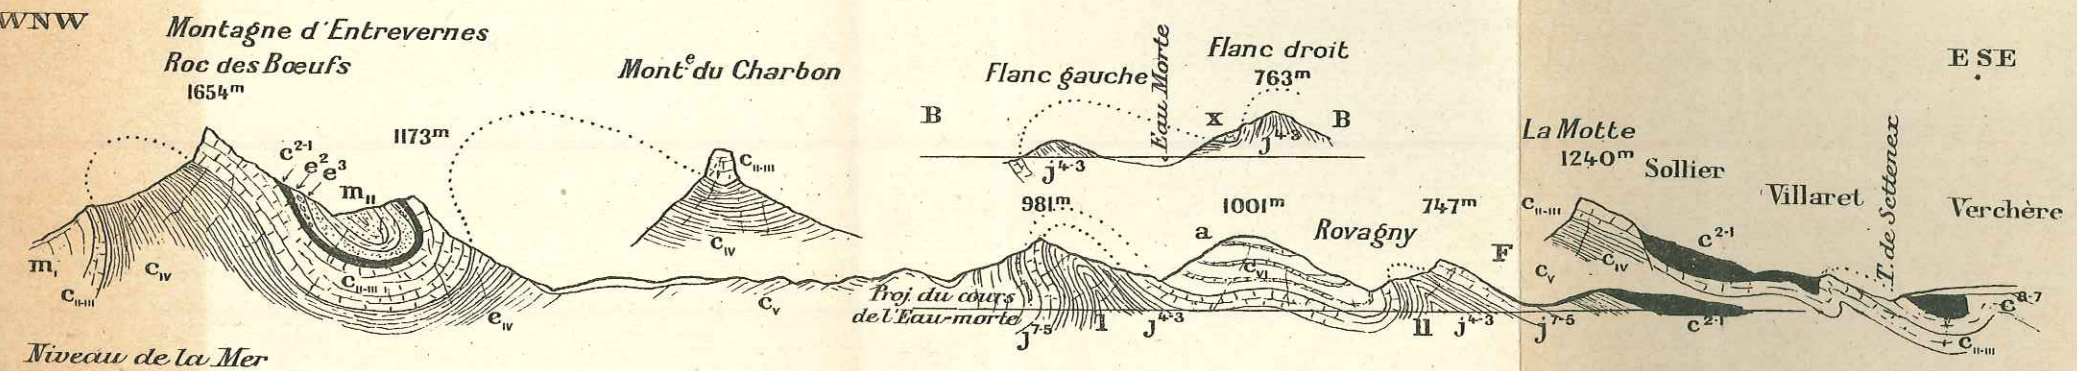 WNW
Montagne d'Entrevernes
Roc des Bœufs
1654m
Mont.e du Charbon
Flanc gauche
Eau Morte
Flanc droit
763m
ESE
B
x
B
j4-3
j4-3
1173m
c2-1
e2
e3
mII
cII-III
cIV
La Motte
1240m
Sollier
Villaret
T. de Settenex
Verchère
mI
cII-III
cIV
cII-III
eIV
cV
Proj. du cours
de l'Eau-morte
981m
j7-5
I
j4-3
1001m
a
cVI
Rovagny
747m
II
j4-3
F
j7-5
cII-III
cV
cIV
c2-1
c2-1
c8-7
cII-III
Niveau de la Mer